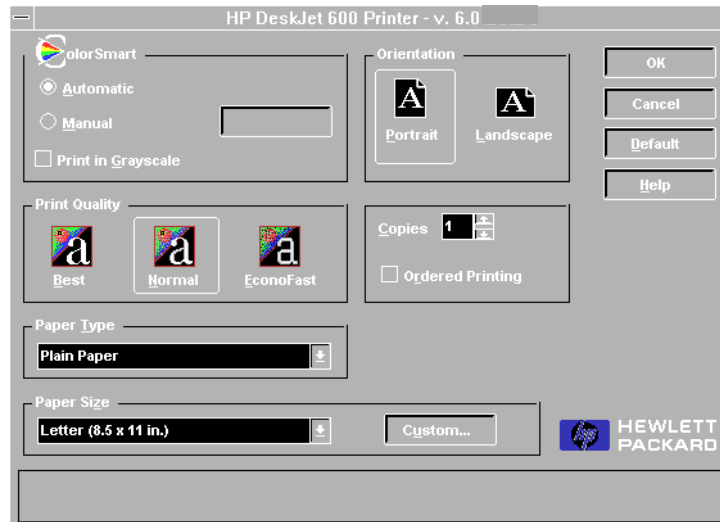 HP DeskJet 600 Printer - v. 6.0
ColorSmart
Automatic
Manual
Print in Grayscale
Orientation
A
Portrait
A
Landscape
OK
Cancel
Default
Help
Print Quality
a
Best
a
Normal
a
EconoFast
Copies 1
Ordered Printing
Paper Type
Plain Paper
Paper Size
Letter (8.5 x 11 in.)
Custom...
hp
HEWLETT
PACKARD